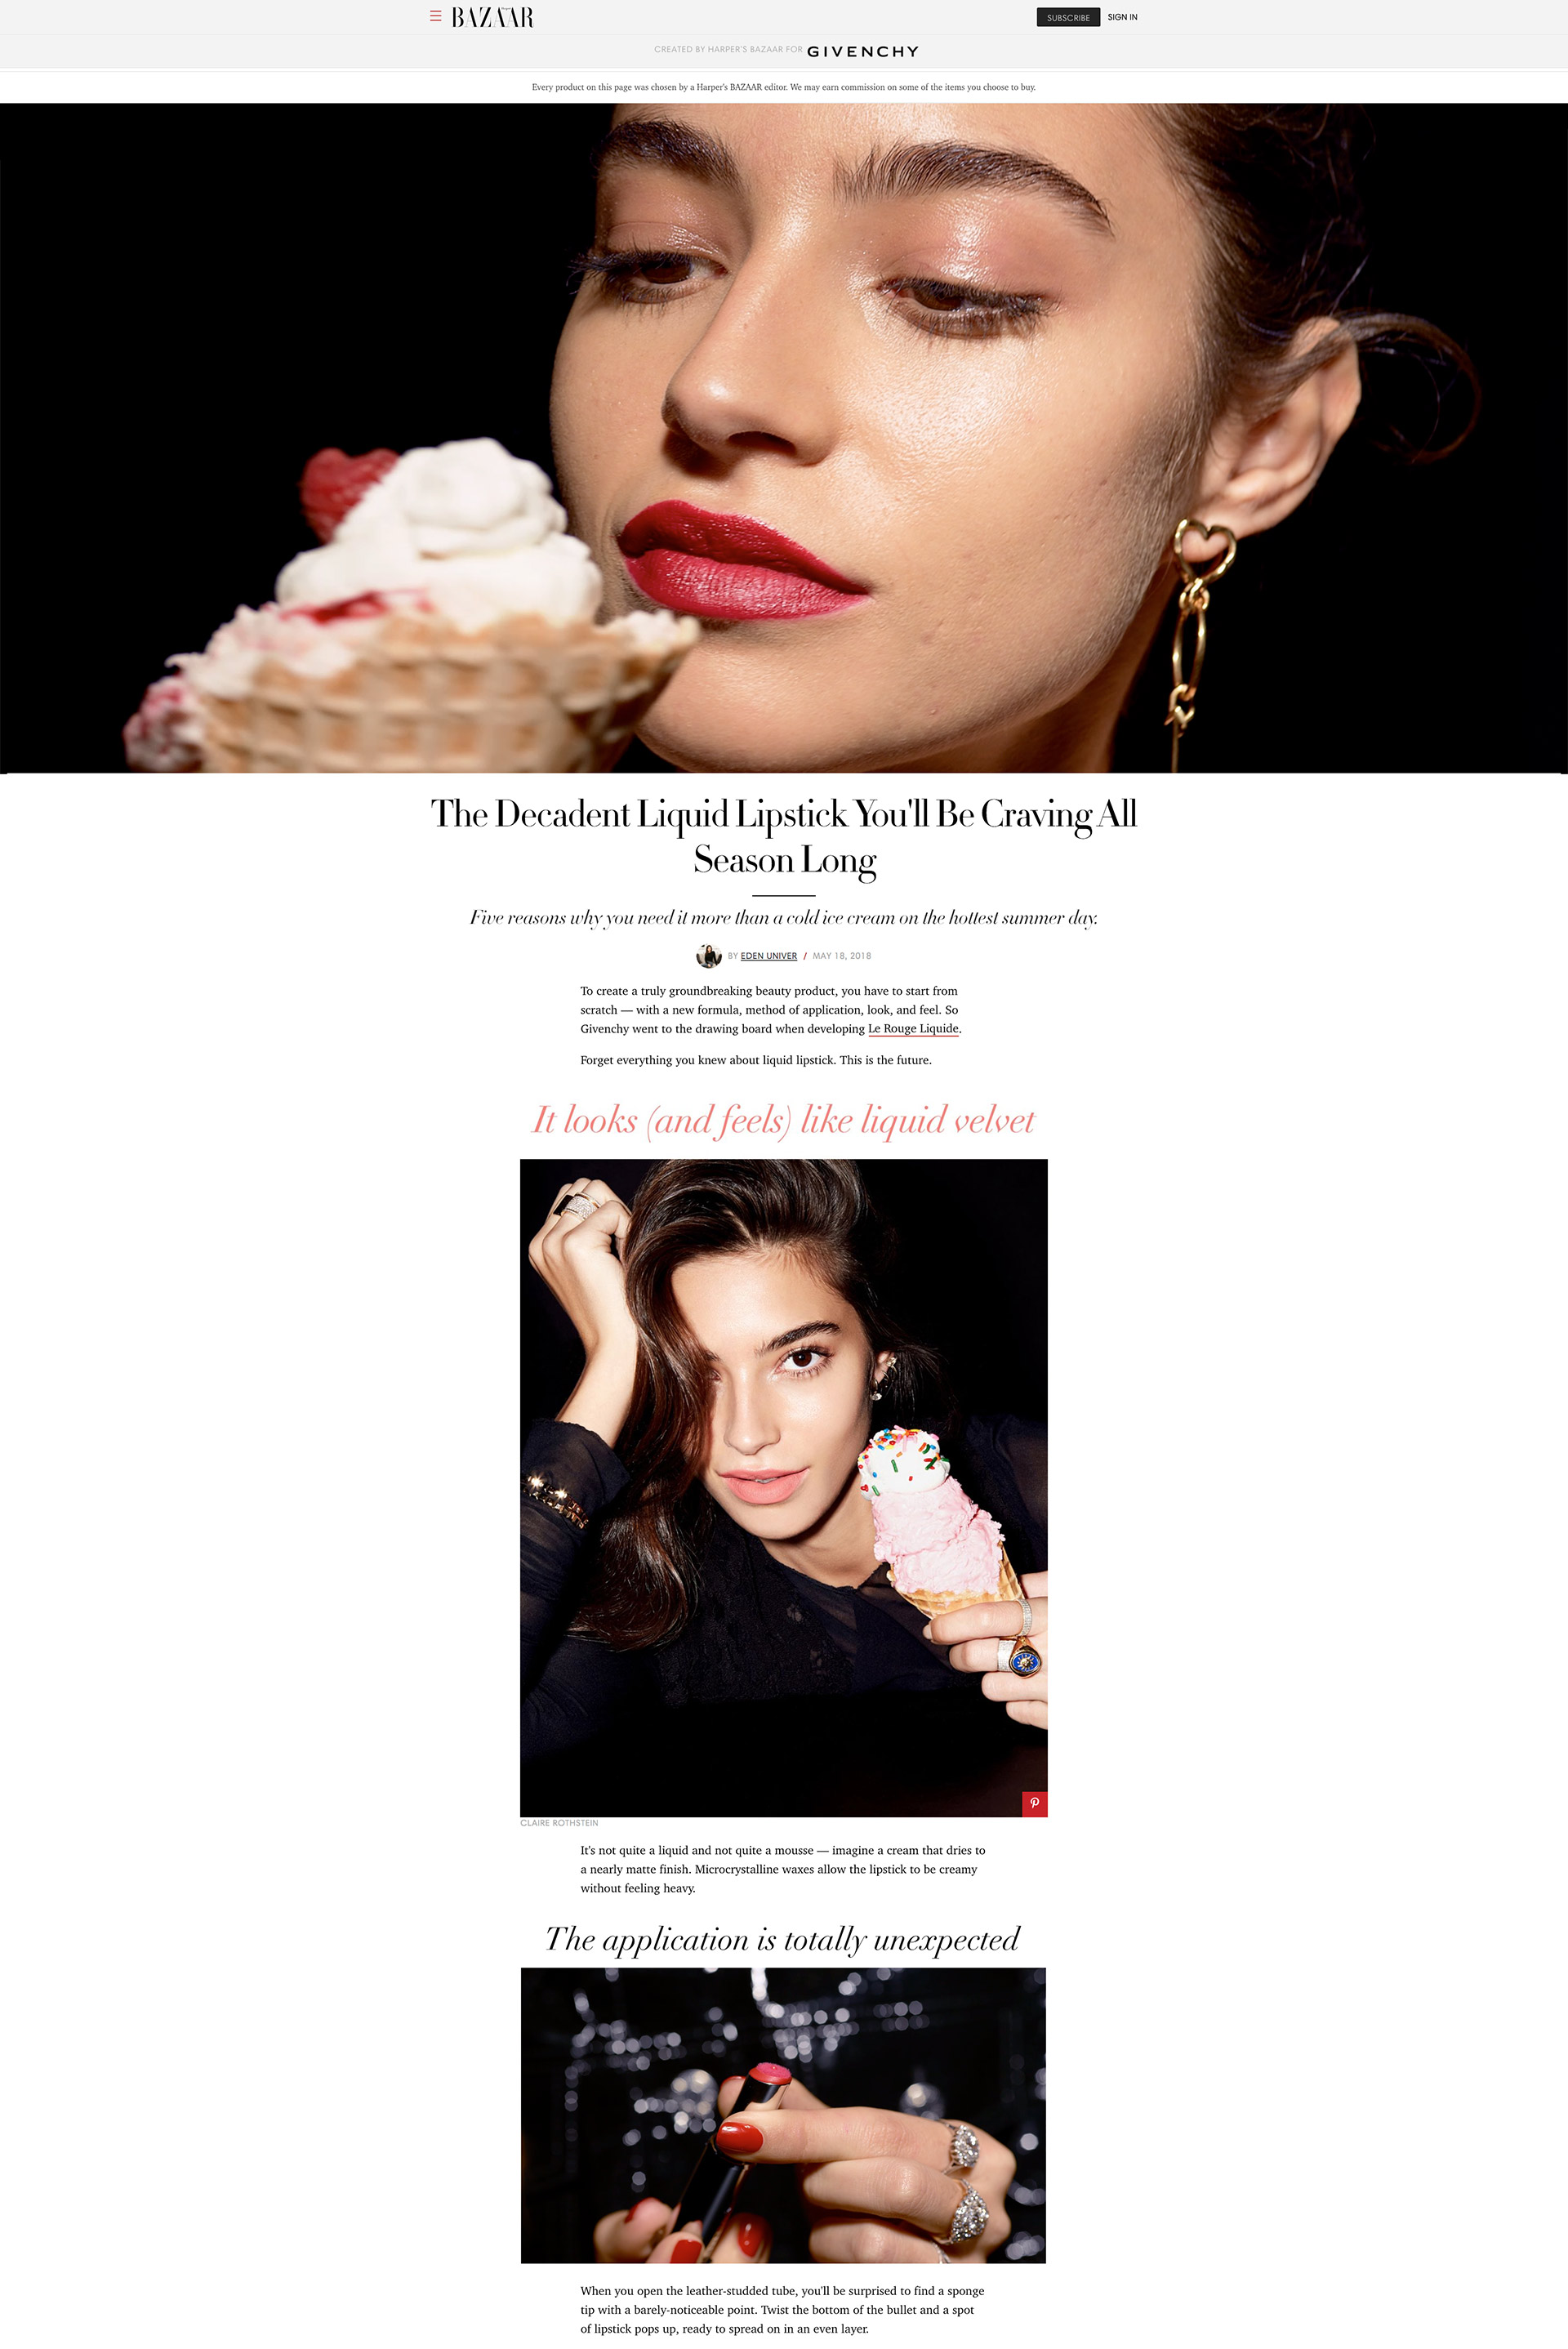 BAZAAR
SUBSCRIBE
SIGN IN
CREATED BY HARPER'S BAZAAR FOR GIVENCHY
Every product on this page was chosen by a Harper's BAZAAR editor. We may earn commission on some of the items you choose to buy.
The Decadent Liquid Lipstick You'll Be Craving All
Season Long
Five reasons why you need it more than a cold ice cream on the hottest summer day.
BY EDEN UNIVER / MAY 18, 2018
To create a truly groundbreaking beauty product, you have to start from
scratch — with a new formula, method of application, look, and feel. So
Givenchy went to the drawing board when developing Le Rouge Liquide.
Forget everything you knew about liquid lipstick. This is the future.
It looks (and feels) like liquid velvet
CLAIRE ROTHSTEIN
It's not quite a liquid and not quite a mousse — imagine a cream that dries to
a nearly matte finish. Microcrystalline waxes allow the lipstick to be creamy
without feeling heavy.
The application is totally unexpected
When you open the leather-studded tube, you'll be surprised to find a sponge
tip with a barely-noticeable point. Twist the bottom of the bullet and a spot
of lipstick pops up, ready to spread on in an even layer.